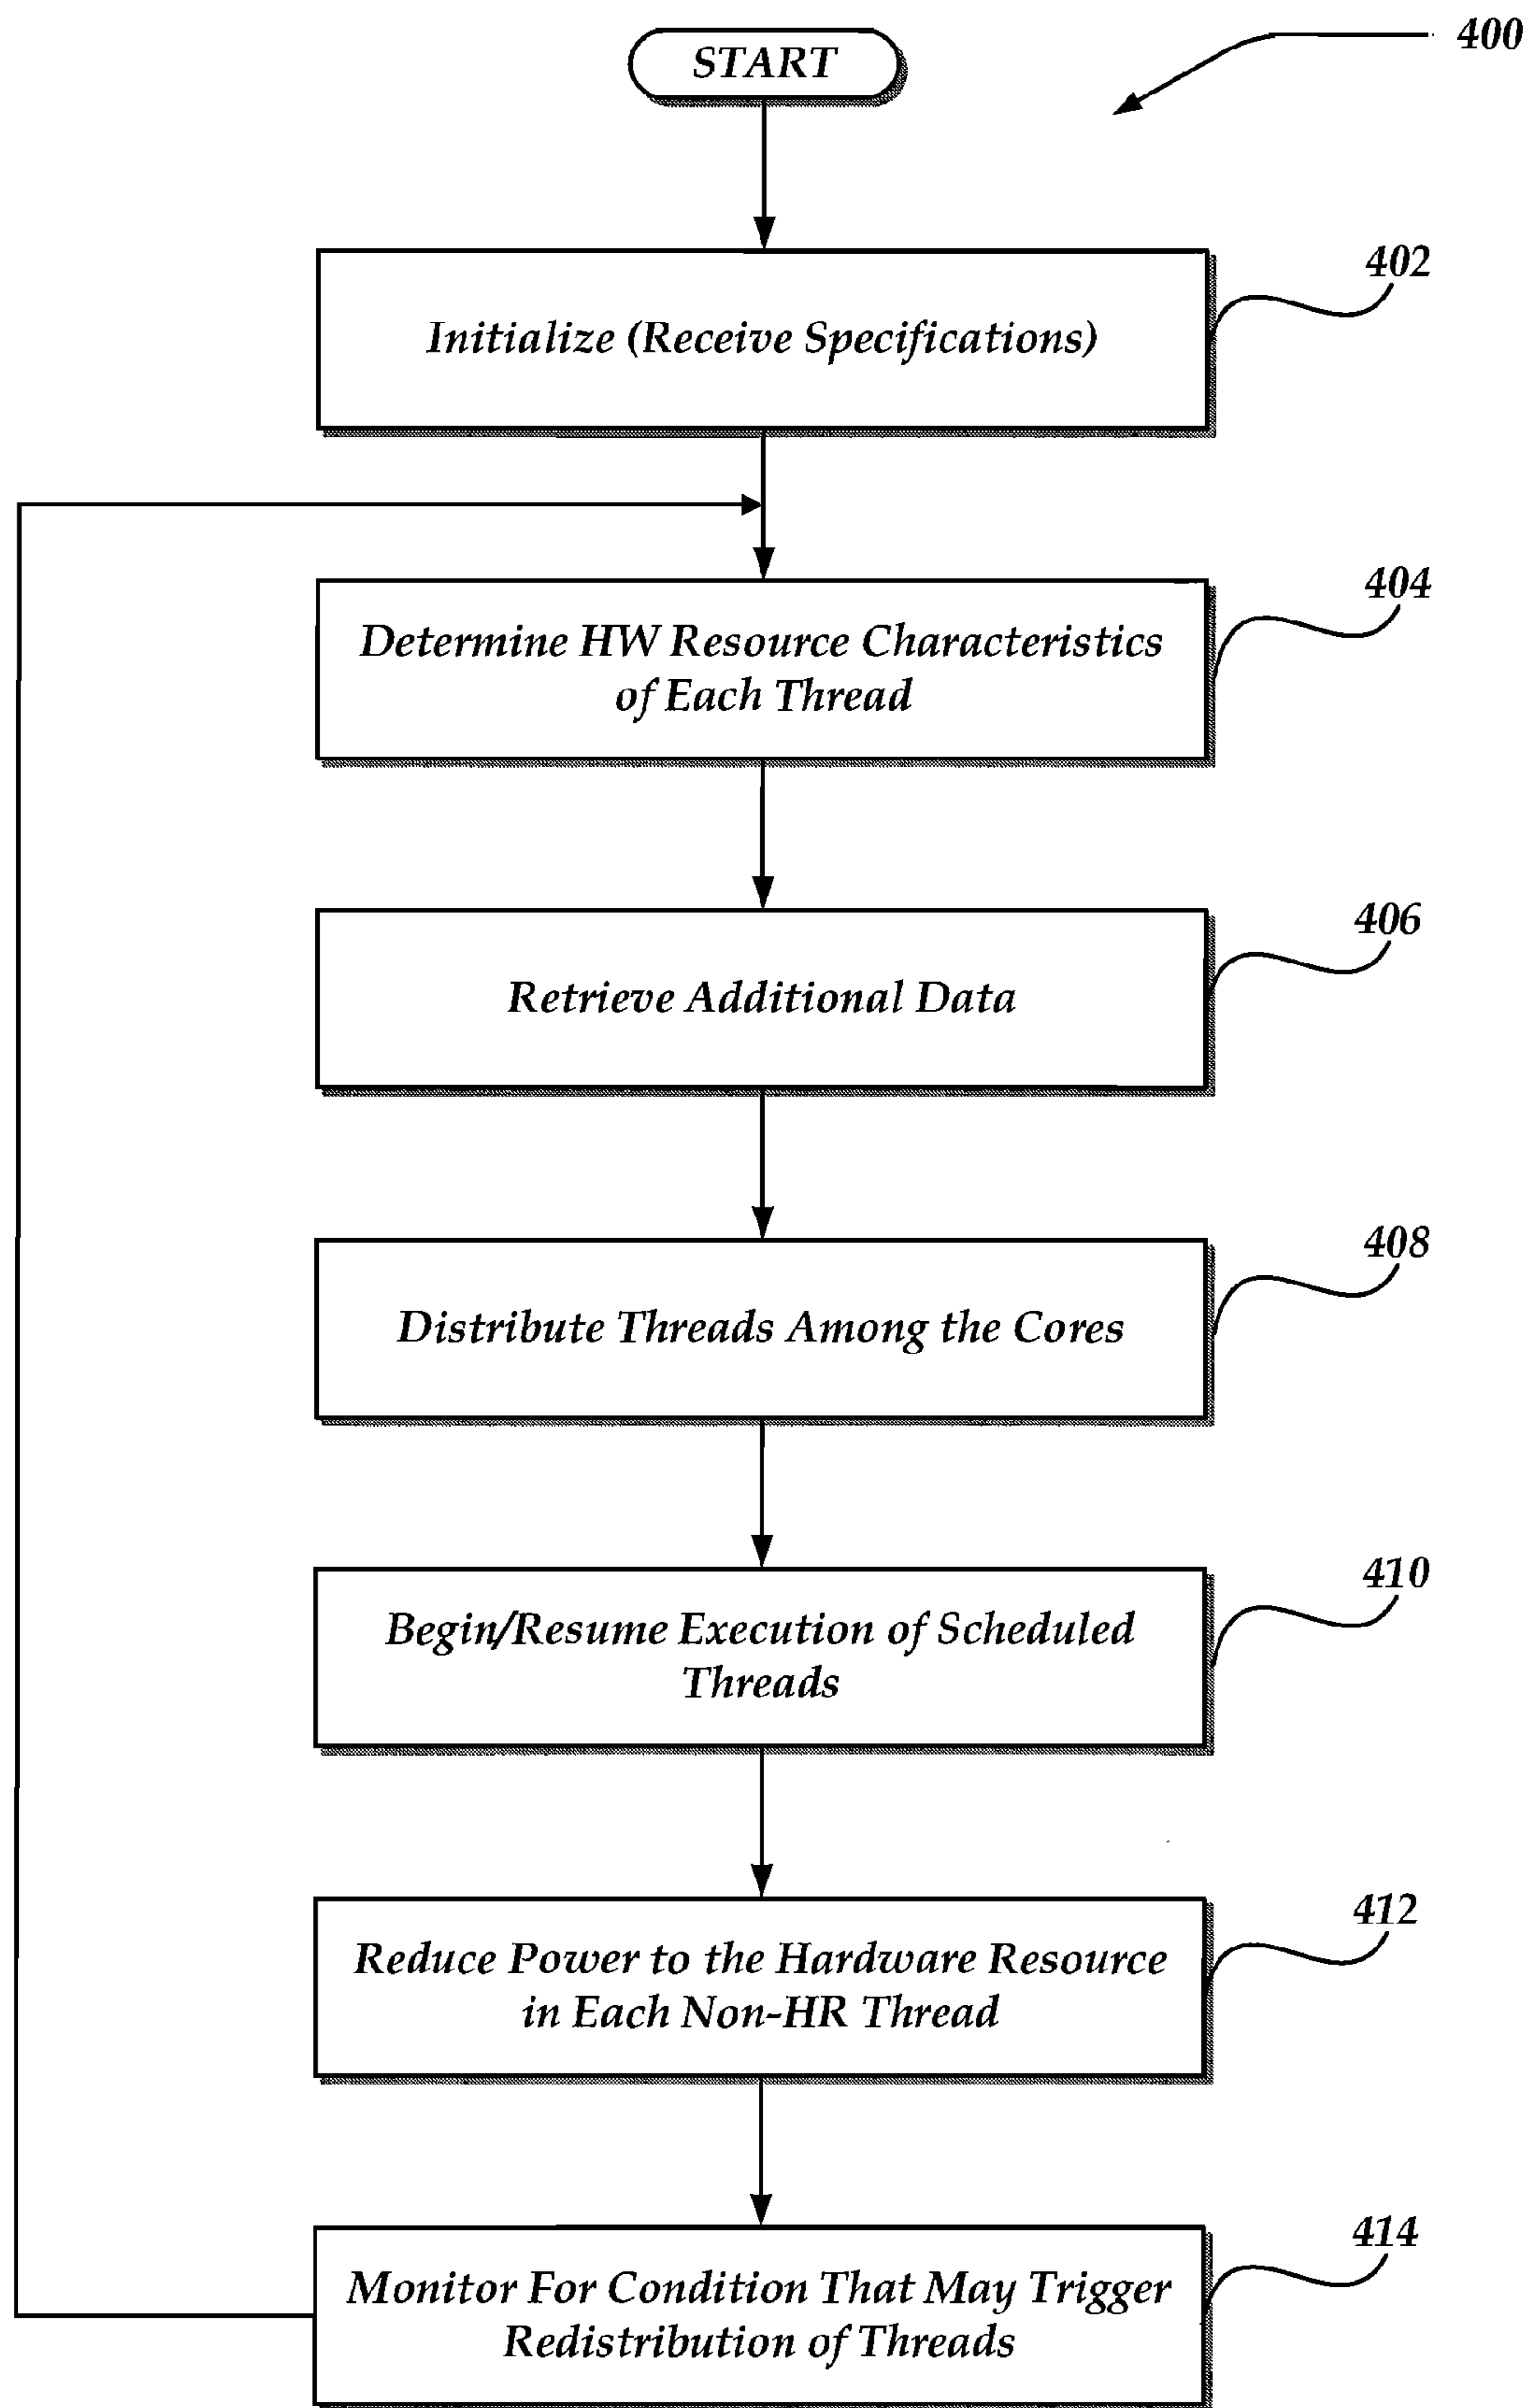 START
400
402
Initialize (Receive Specifications)
404
Determine HW Resource Characteristics
of Each Thread
406
Retrieve Additional Data
408
Distribute Threads Among the Cores
410
Begin/Resume Execution of Scheduled
Threads
412
Reduce Power to the Hardware Resource
in Each Non-HR Thread
414
Monitor For Condition That May Trigger
Redistribution of Threads